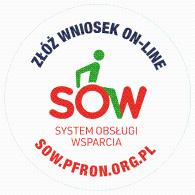 ZŁÓŻ WNIOSEK ON-LINE
SOW
SYSTEM OBSŁUGI
WSPARCIA
SOW.PFRON.ORG.PL